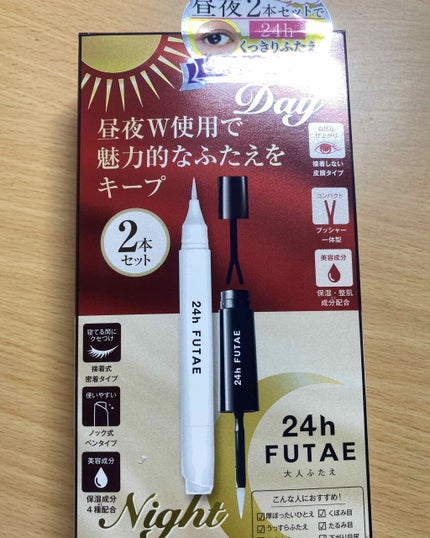 昼夜2本セットで
24h
くっきりふたえ
Day
昼夜W使用で
魅力的なふたえを
キープ
2本
セット
自然な
仕上がり
接着しない
皮膜タイプ
コンパクト
プッシャー
一体型
美容成分
保湿・整肌
成分配合
24h FUTAE
24h FUTAE
寝てる間に
クセつけ
接着式
密着タイプ
使いやすい
ノック式
ペンタイプ
美容成分
保湿成分
4種配合
Night
24h
FUTAE
大人ふたえ
こんな人におすすめ!
厚ぼったいひとえ
くぼみ目
うっすらふたえ
たるみ目
下がり目尻